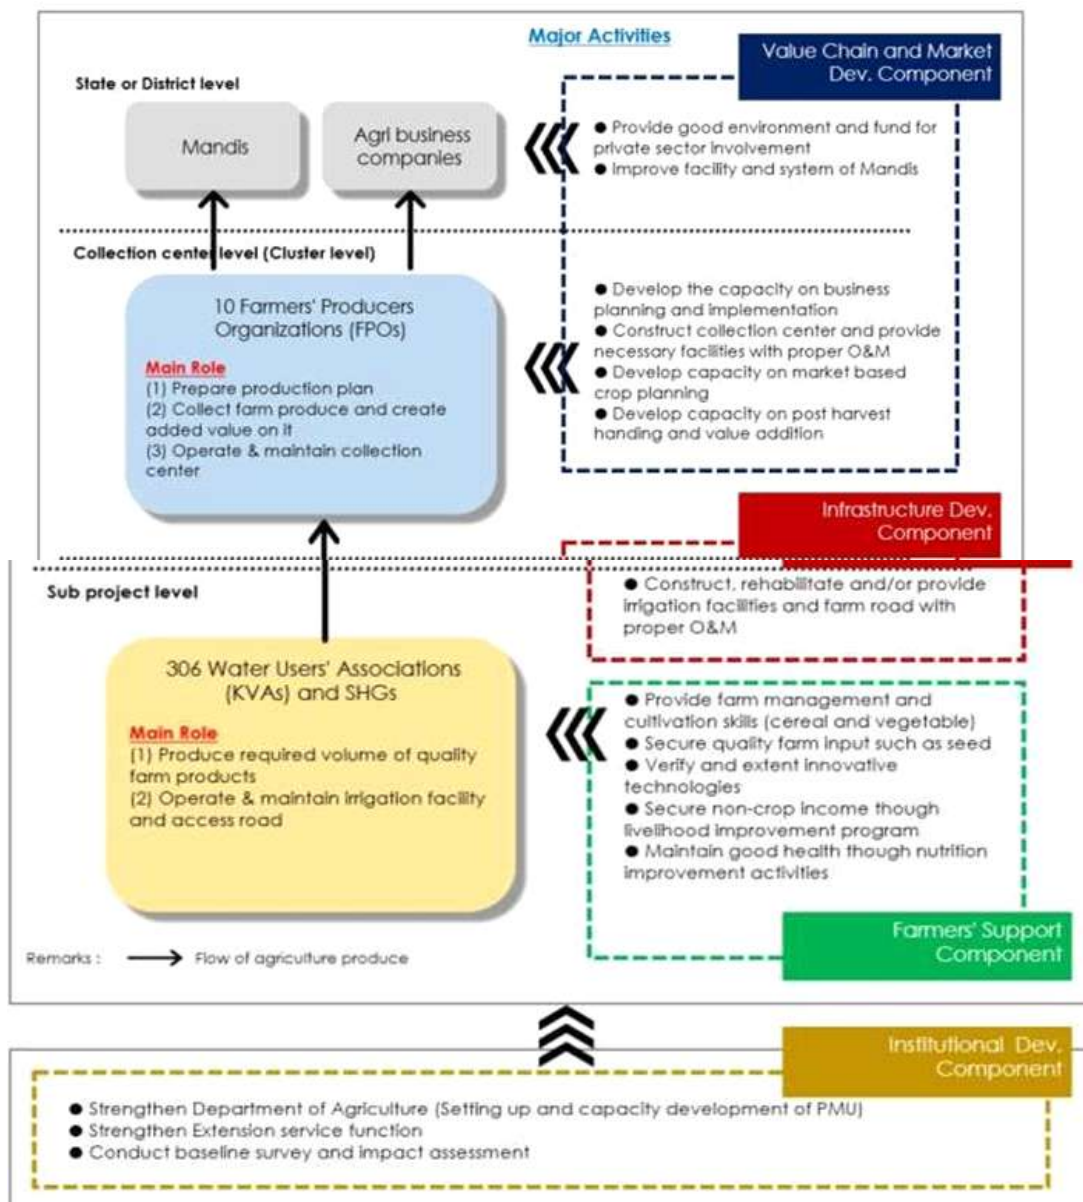 Major Activities
Value Chain and Market
Dev. Component
State or District level
Mandis
Agri business
companies
● Provide good environment and fund for
private sector involvement
● Improve facility and system of Mandis
Collection center level (Cluster level)
10 Farmers' Producers
Organizations (FPOs)
Main Role
(1) Prepare production plan
(2) Collect farm produce and create
added value on it
(3) Operate & maintain collection
center
● Develop the capacity on business
planning and implementation
● Construct collection center and provide
necessary facilities with proper O&M
● Develop capacity on market based
crop planning
● Develop capacity on post harvest
handing and value addition
Infrastructure Dev.
Component
Sub project level
● Construct, rehabilitate and/or provide
irrigation facilities and farm road with
proper O&M
306 Water Users' Associations
(KVAs) and SHGs
Main Role
(1) Produce required volume of quality
farm products
(2) Operate & maintain irrigation facility
and access road
● Provide farm management and
cultivation skills (cereal and vegetable)
● Secure quality farm input such as seed
● Verify and extent innovative
technologies
● Secure non-crop income though
livelihood improvement program
● Maintain good health though nutrition
improvement activities
Farmers' Support
Component
Remarks : Flow of agriculture produce
Institutional Dev.
Component
● Strengthen Department of Agriculture (Setting up and capacity development of PMU)
● Strengthen Extension service function
● Conduct baseline survey and impact assessment